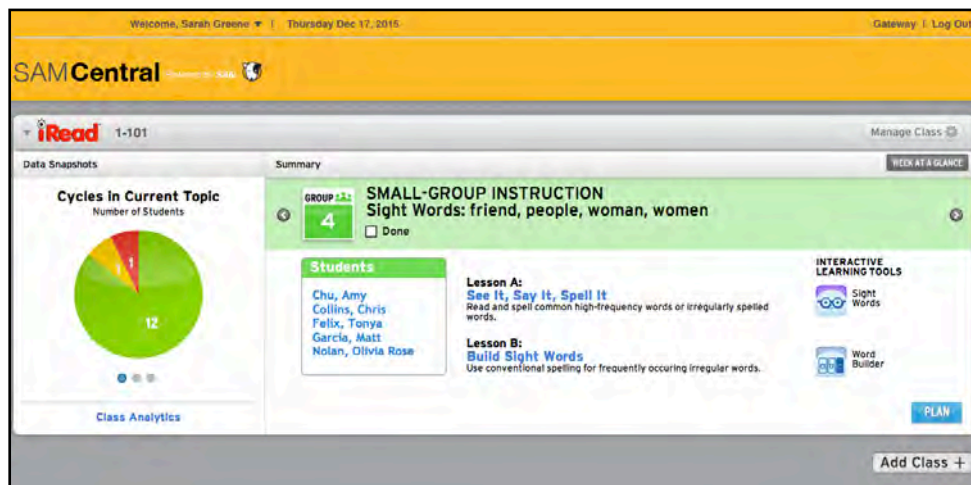 Welcome, Sarah Greene ▼ | Thursday Dec 17, 2015
Gateway | Log Out
SAMCentral
iRead 1-101
Manage Class
Data Snapshots
Summary
WEEK AT A GLANCE
Cycles in Current Topic
Number of Students
1
1
12
Class Analytics
GROUP
4
SMALL-GROUP INSTRUCTION
Sight Words: friend, people, woman, women
Done
Students
Chu, Amy
Collins, Chris
Felix, Tonya
Garcia, Matt
Nolan, Olivia Rose
Lesson A:
See It, Say It, Spell It
Read and spell common high-frequency words or irregularly spelled
words.
Lesson B:
Build Sight Words
Use conventional spelling for frequently occuring irregular words.
INTERACTIVE
LEARNING TOOLS
Sight
Words
Word
Builder
PLAN
Add Class +